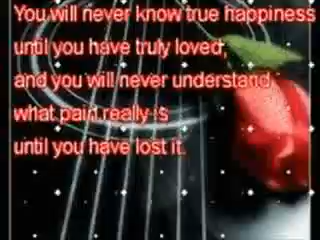 You will never know true happiness
until you have truly loved,
and you will never understand
what pain really is
until you have lost it.